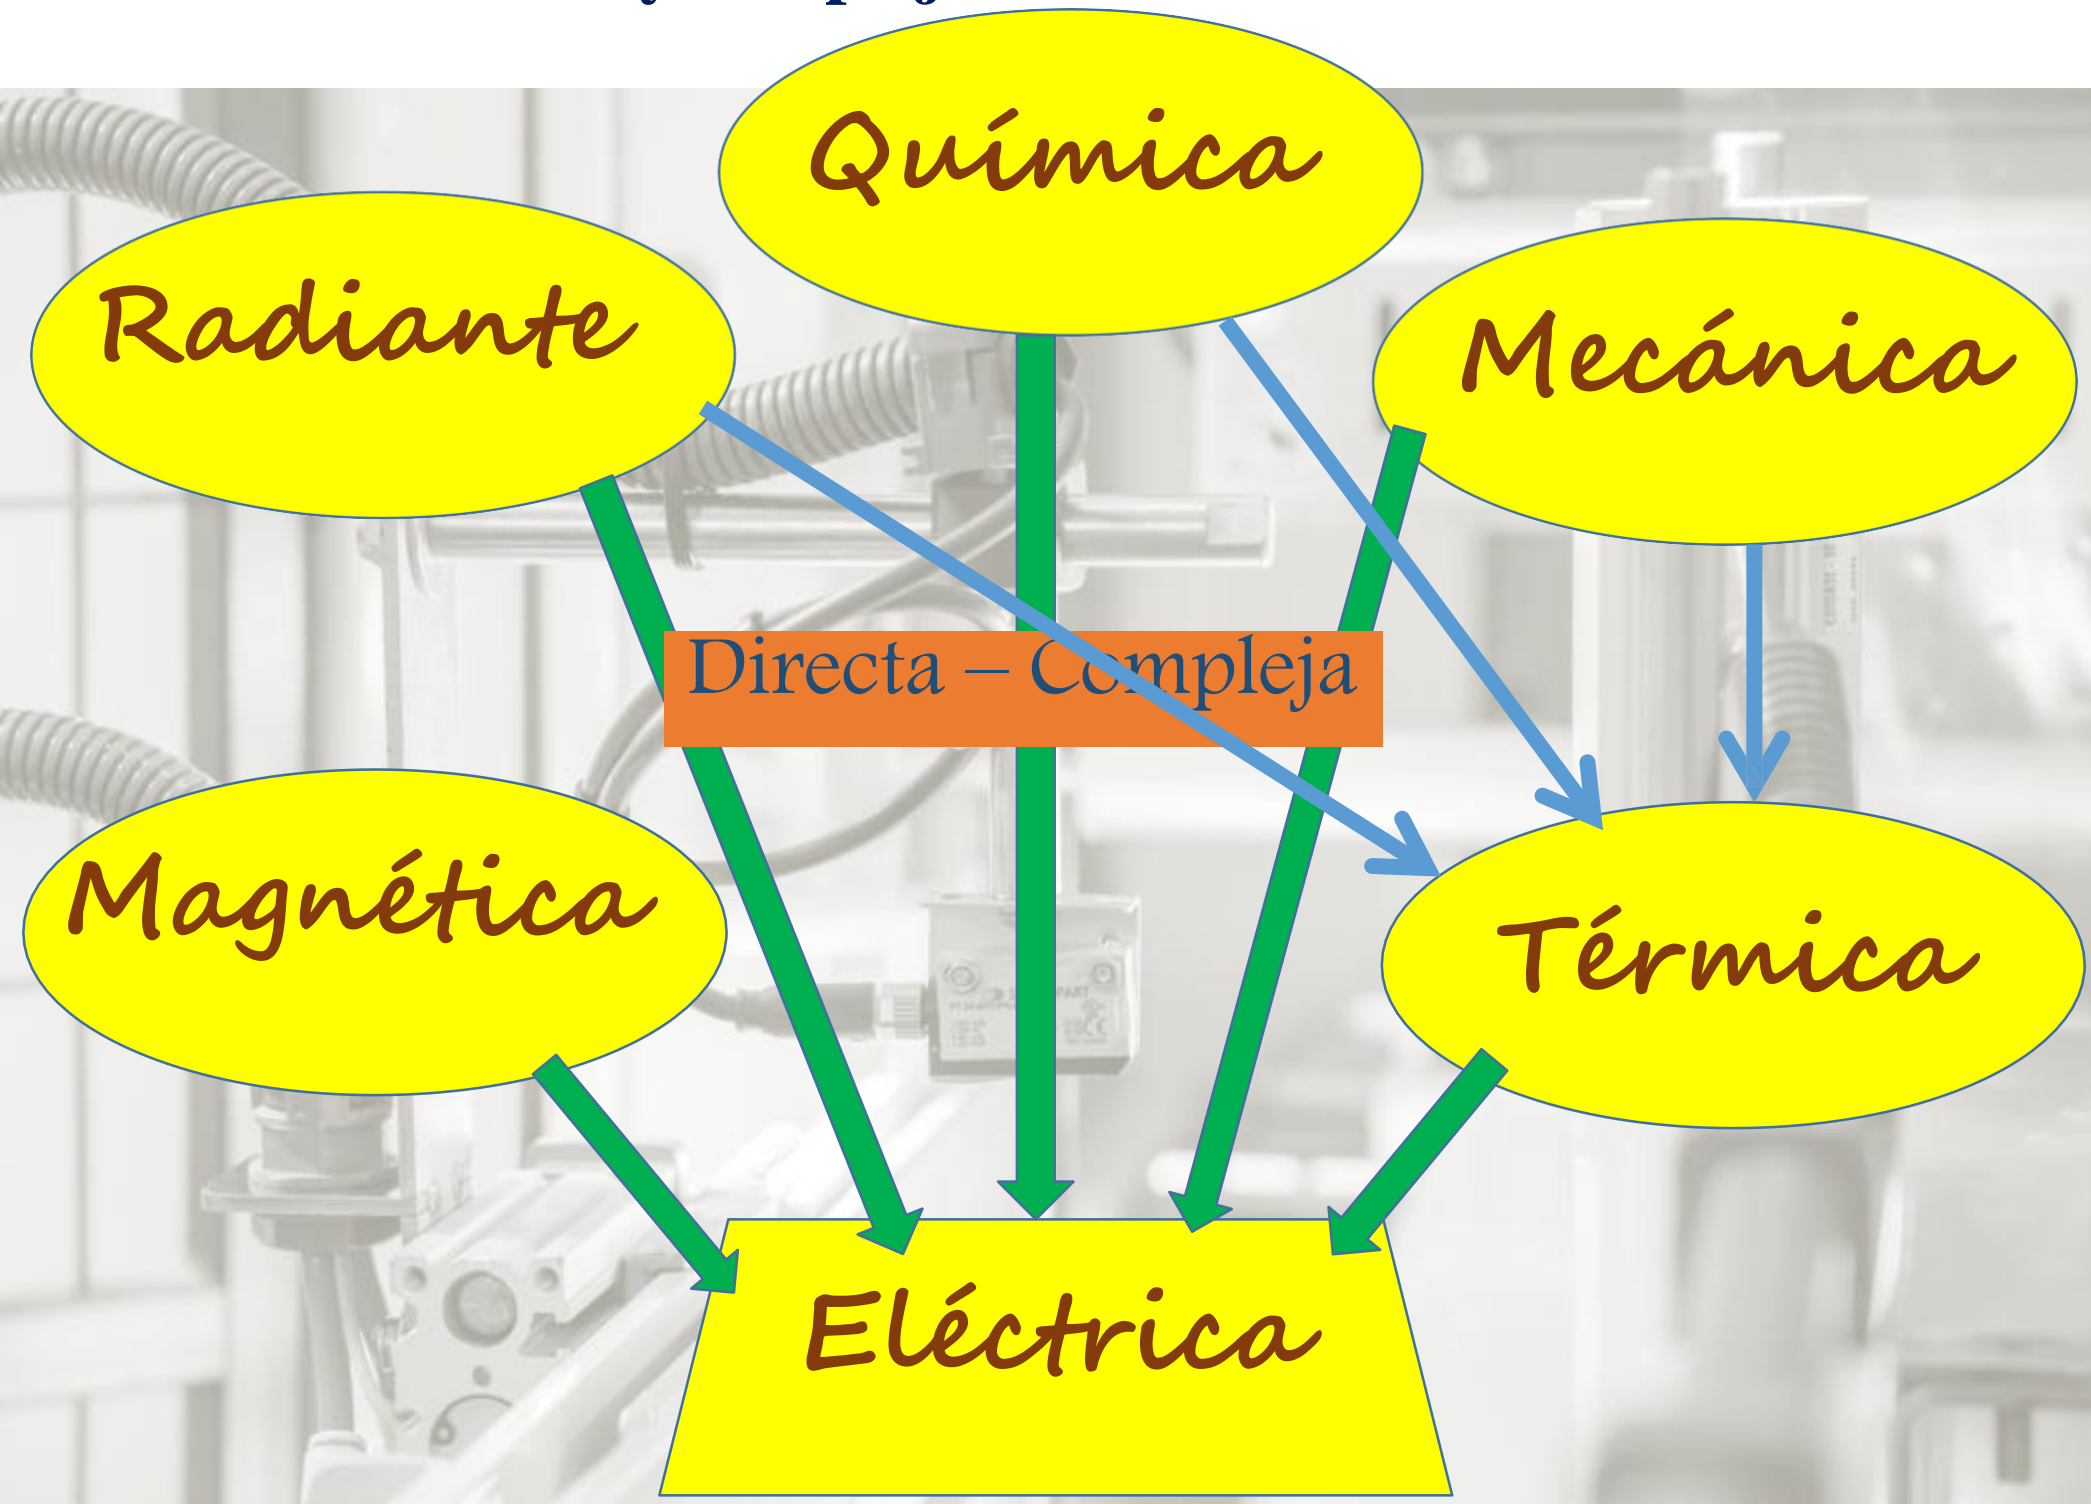 Química
Radiante
Mecánica
Directa – Compleja
Magnética
Térmica
Eléctrica